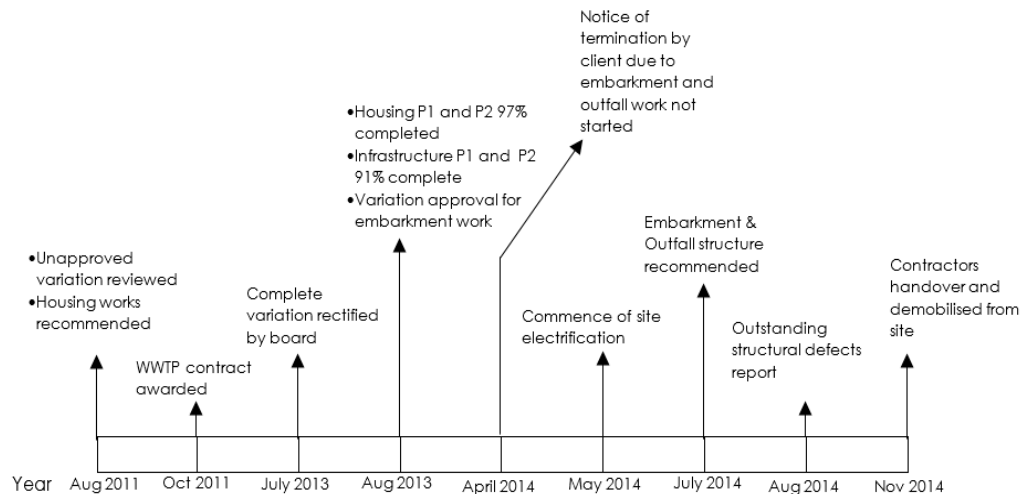 •Unapproved
variation reviewed
•Housing works
recommended
WWTP contract
awarded
Complete
variation rectified
by board
•Housing P1 and P2 97%
completed
•Infrastructure P1 and P2
91% complete
•Variation approval for
embarkment work
Notice of
termination by
client due to
embarkment and
outfall work not
started
Commence of site
electrification
Embarkment &
Outfall structure
recommended
Outstanding
structural defects
report
Contractors
handover and
demobilised from
site
Year Aug 2011 Oct 2011 July 2013 Aug 2013 April 2014 May 2014 July 2014 Aug 2014 Nov 2014